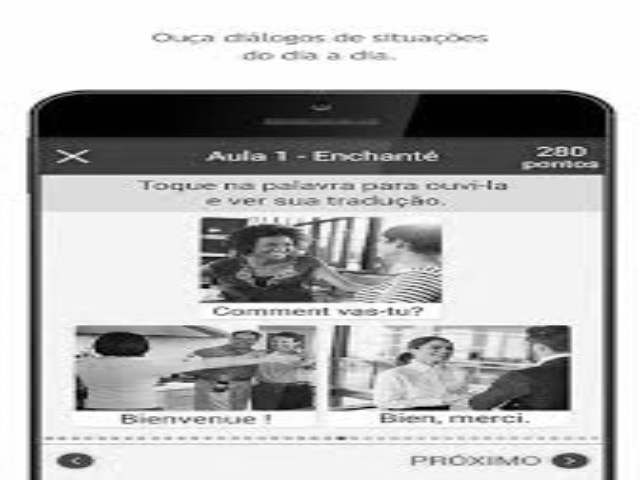 Ouça diálogos de situações
do dia a dia.
Aula 1 - Enchanté
280
pontos
Toque na palavra para ouvi-la
e ver sua tradução.
Comment vas-tu?
Bienvenue !
Bien, merci.
PRÓXIMO